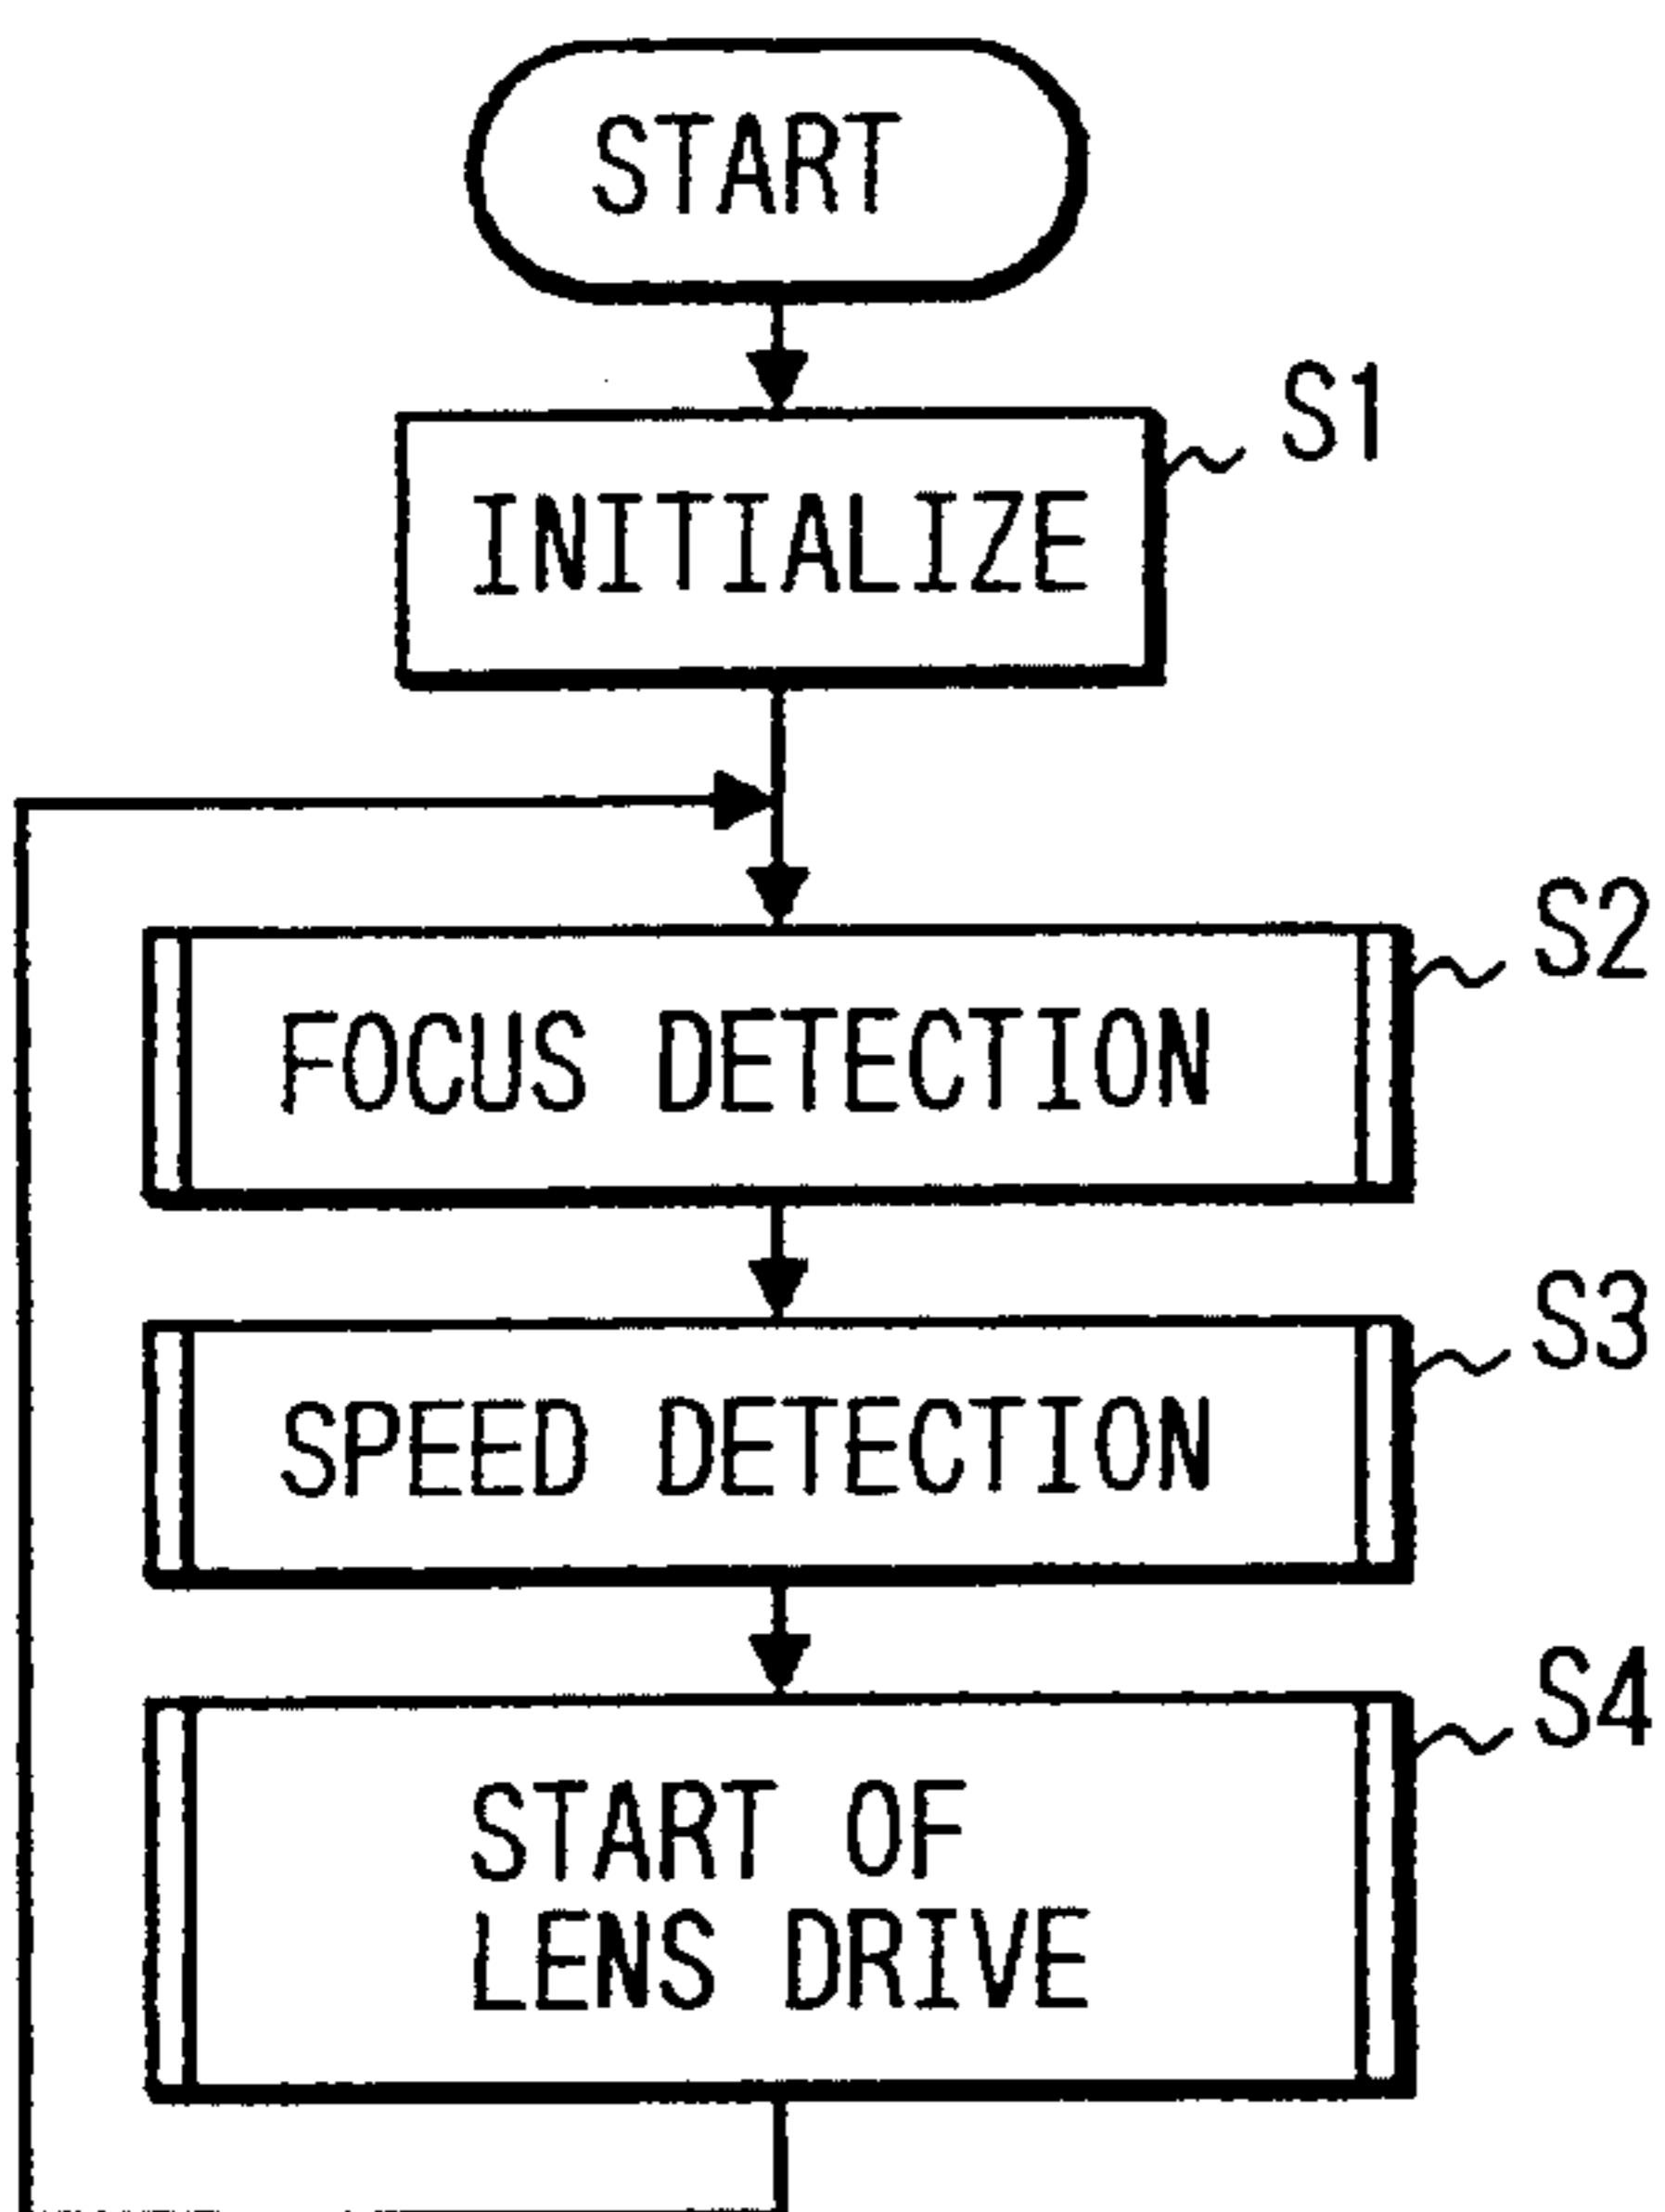 START
S1
INITIALIZE
S2
FOCUS DETECTION
S3
SPEED DETECTION
S4
START OF
LENS DRIVE